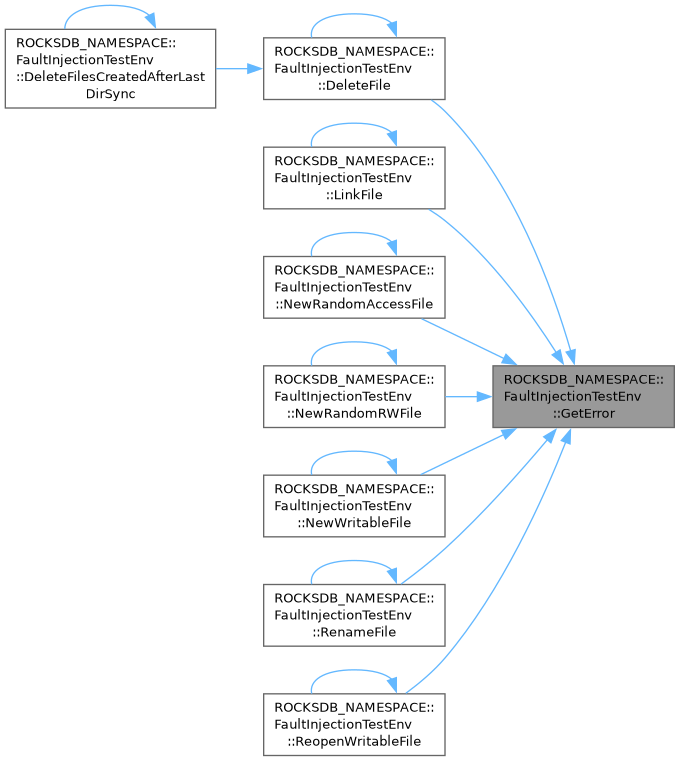 ROCKSDB_NAMESPACE::
FaultInjectionTestEnv
::DeleteFilesCreatedAfterLast
DirSync
ROCKSDB_NAMESPACE::
FaultInjectionTestEnv
::DeleteFile
ROCKSDB_NAMESPACE::
FaultInjectionTestEnv
::LinkFile
ROCKSDB_NAMESPACE::
FaultInjectionTestEnv
::NewRandomAccessFile
ROCKSDB_NAMESPACE::
FaultInjectionTestEnv
::NewRandomRWFile
ROCKSDB_NAMESPACE::
FaultInjectionTestEnv
::GetError
ROCKSDB_NAMESPACE::
FaultInjectionTestEnv
::NewWritableFile
ROCKSDB_NAMESPACE::
FaultInjectionTestEnv
::RenameFile
ROCKSDB_NAMESPACE::
FaultInjectionTestEnv
::ReopenWritableFile